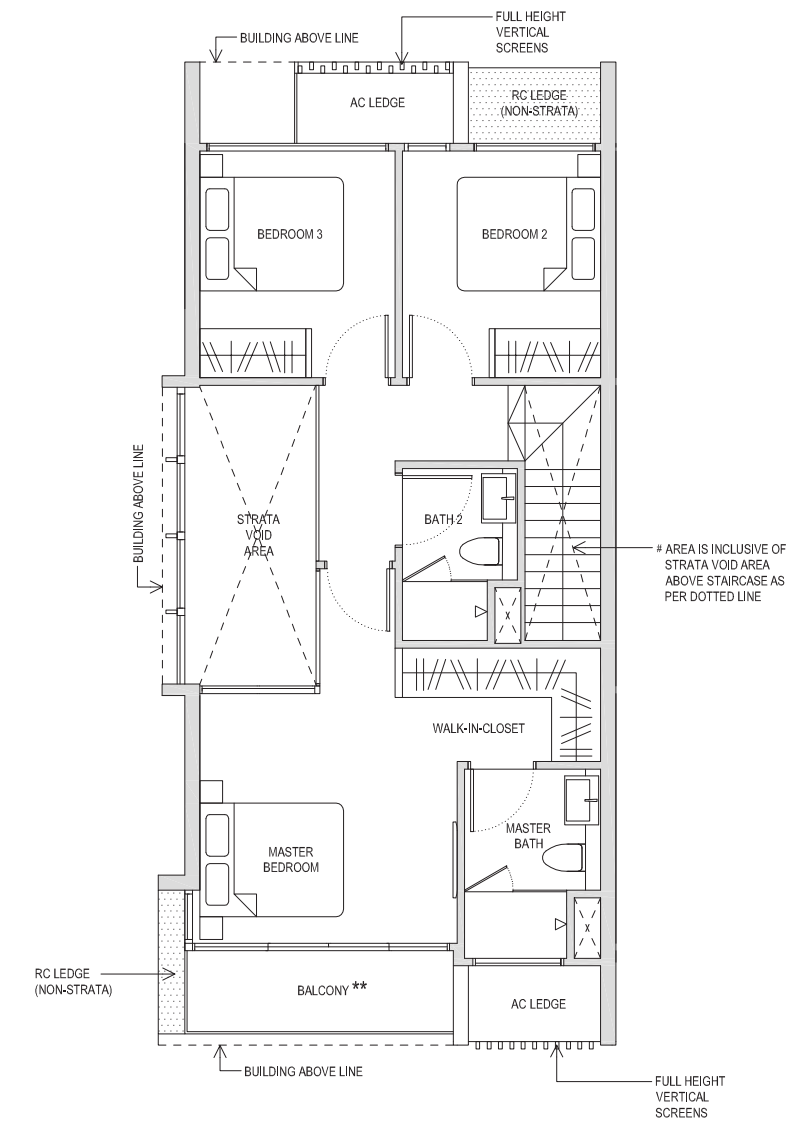 FULL HEIGHT
VERTICAL
SCREENS
BUILDING ABOVE LINE
AC LEDGE
RC LEDGE
(NON-STRATA)
BEDROOM 3
BEDROOM 2
BUILDING ABOVE LINE
STRATA
VOID
AREA
BATH 2
# AREA IS INCLUSIVE OF
STRATA VOID AREA
ABOVE STAIRCASE AS
PER DOTTED LINE
WALK-IN-CLOSET
MASTER
BATH
MASTER
BEDROOM
RC LEDGE
(NON-STRATA)
BALCONY **
AC LEDGE
BUILDING ABOVE LINE
FULL HEIGHT
VERTICAL
SCREENS